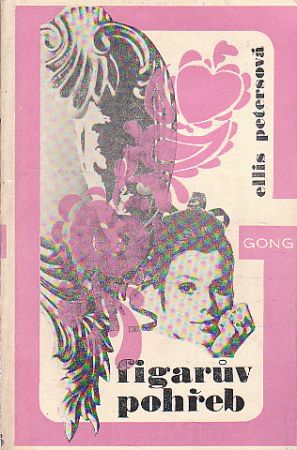 ellis petersová
GONG
figarův
pohřeb